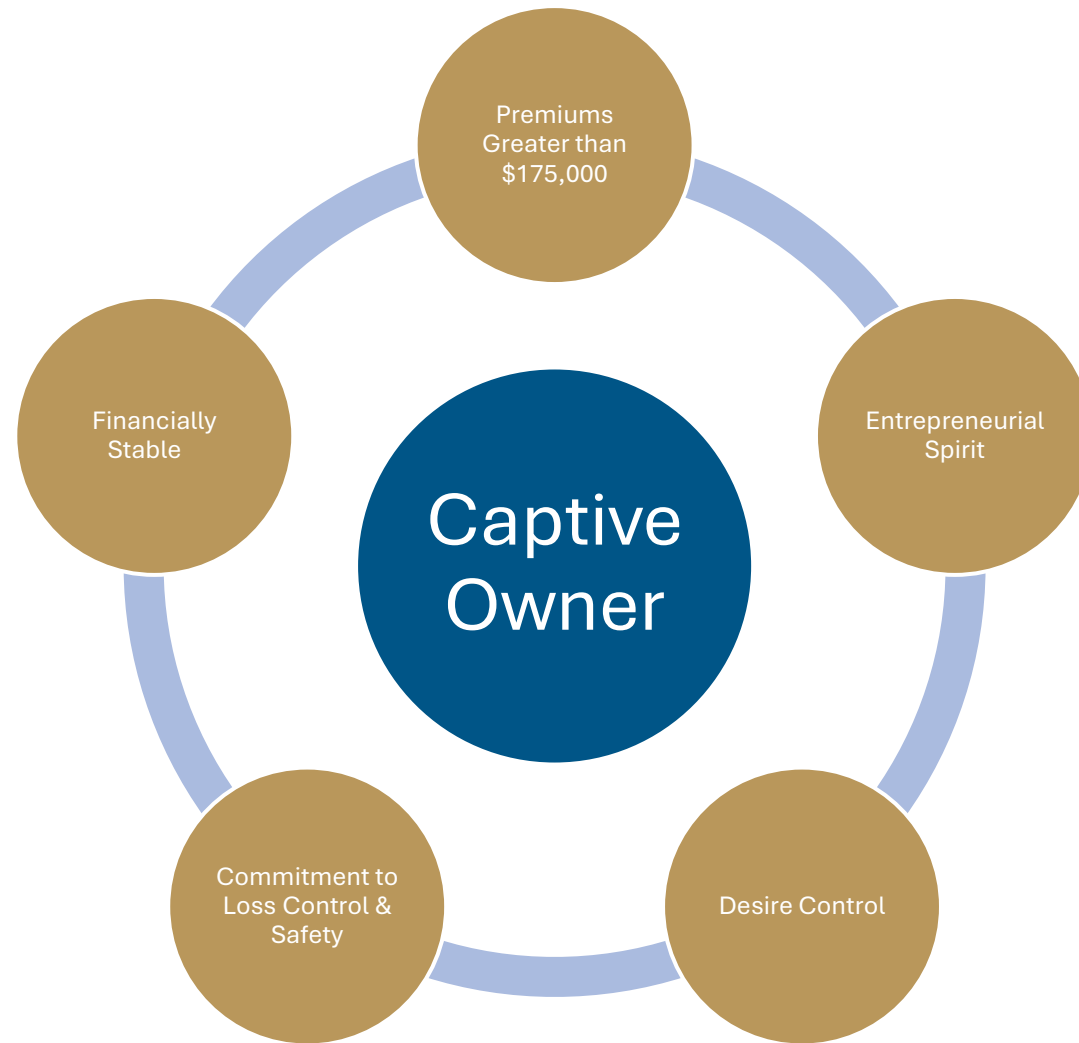 Premiums
Greater than
$175,000
Entrepreneurial
Spirit
Desire Control
Commitment to
Loss Control &
Safety
Financially
Stable
Captive
Owner